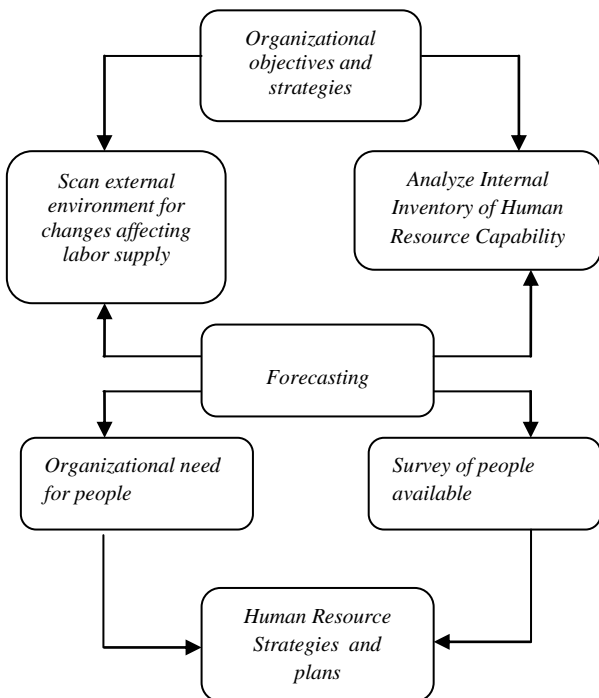 Organizational
objectives and
strategies
Scan external
environment for
changes affecting
labor supply
Analyze Internal
Inventory of Human
Resource Capability
Forecasting
Organizational need
for people
Survey of people
available
Human Resource
Strategies and
plans